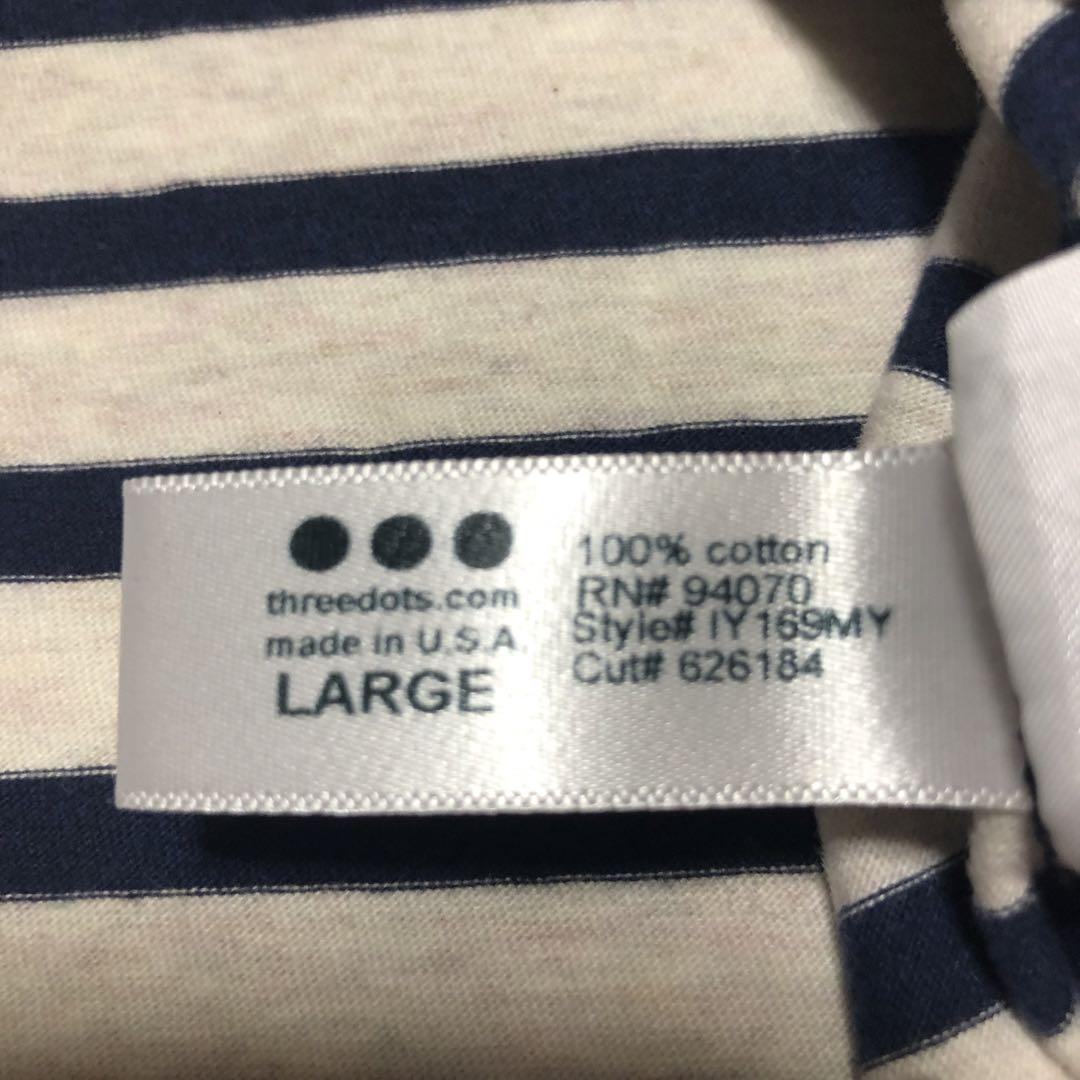 threedots.com
made in U.S.A.
LARGE
100% cotton
RN# 94070
Style# IY169MY
Cut# 626184